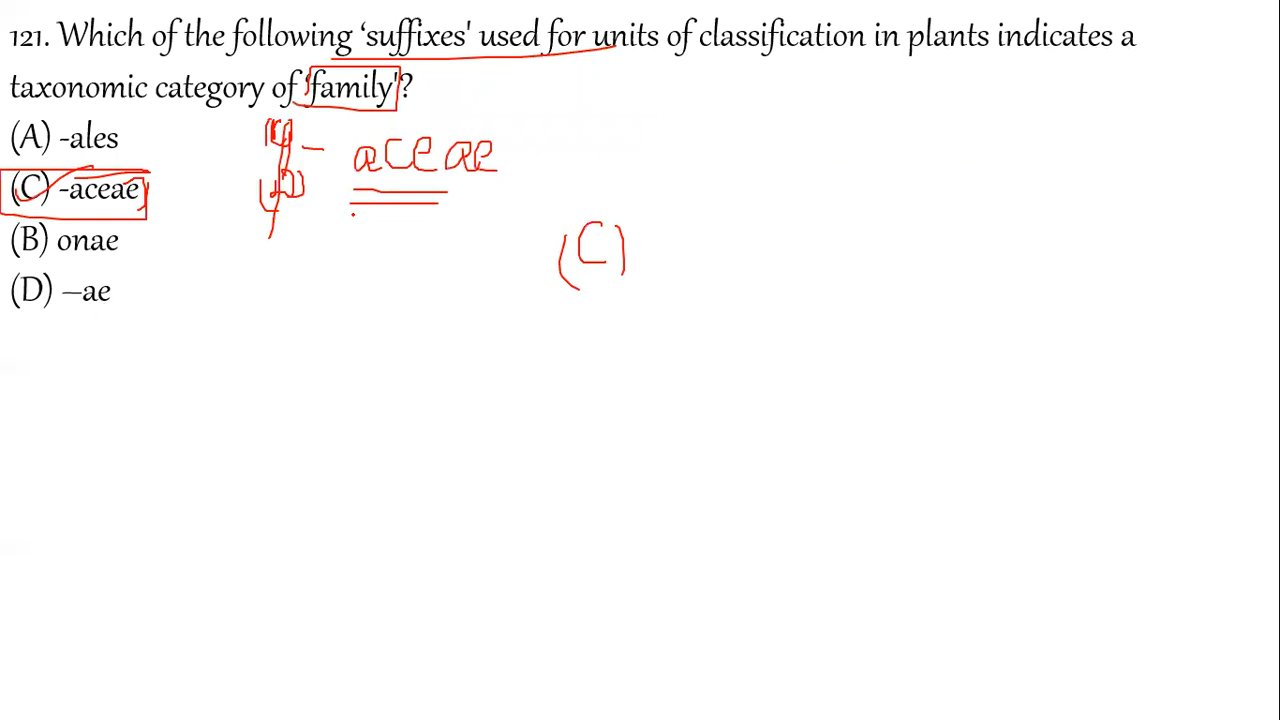 121. Which of the following ‘suffixes' used for units of classification in plants indicates a
taxonomic category of ‘family'?
(A) -ales
(C) -aceae
(B) onae
(D) –ae
– aceae
(C)